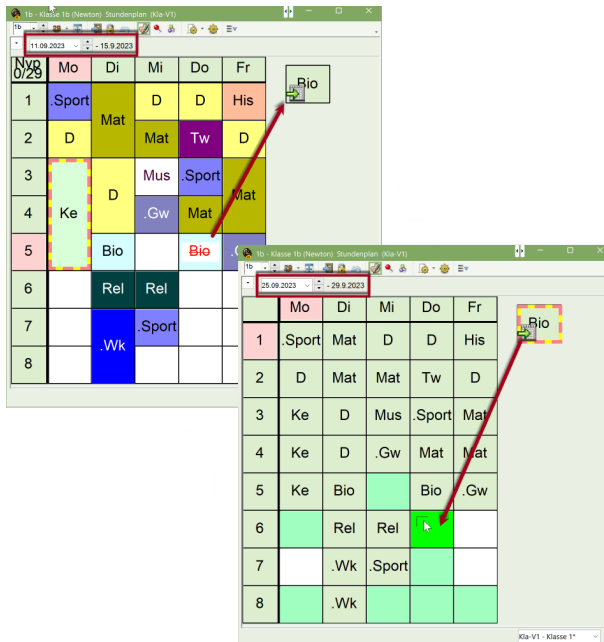 1b - Klasse 1b (Newton) Stundenplan (Kla-V1)
1b
11.09.2023 - 15.9.2023
Nvp 0/29 Mo Di Mi Do Fr
Bio
1 .Sport Mat D D His
2 D Mat Tw D
3 Ke D Mus .Sport Mat
4 .Gw Mat
5 Bio Bio
6 Rel Rel
7 .Wk .Sport
8
1b - Klasse 1b (Newton) Stundenplan (Kla-V1)
1b
25.09.2023 - 29.9.2023
Mo Di Mi Do Fr
Bio
1 .Sport Mat D D His
2 D Mat Mat Tw D
3 Ke D Mus .Sport Mat
4 Ke D .Gw Mat Mat
5 Ke Bio Bio .Gw
6 Rel Rel
7 .Wk .Sport
8 .Wk
Kla-V1 - Klasse 1*